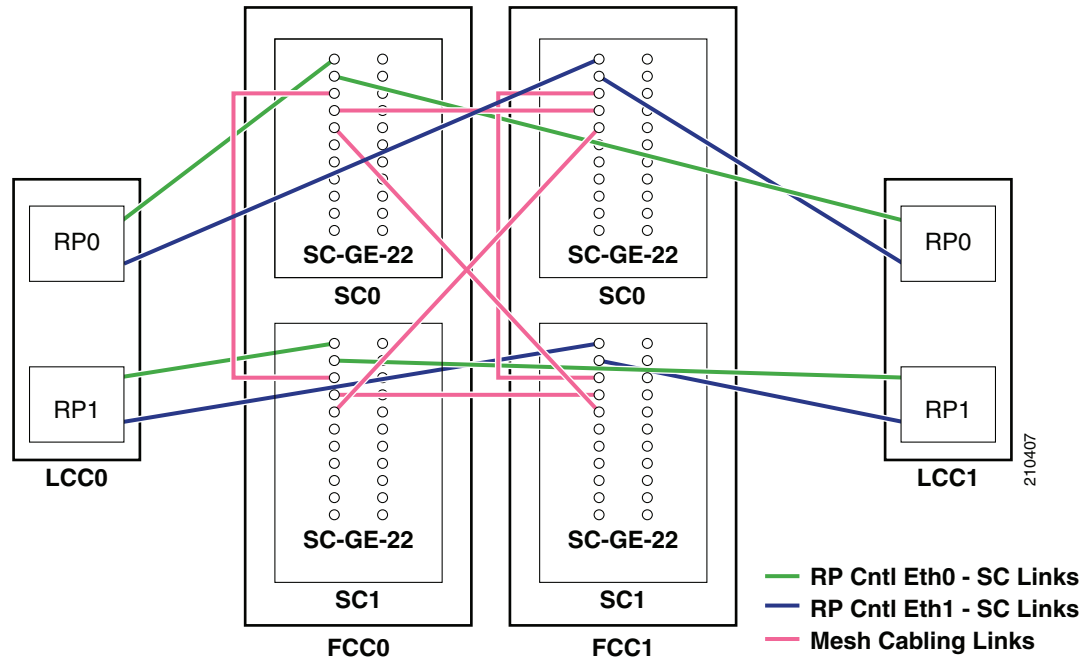 SC-GE-22
SC0
SC-GE-22
SC0
RP0
RP0
RP1
RP1
LCC0
LCC1
210407
SC-GE-22
SC1
SC-GE-22
SC1
FCC0
FCC1
RP Cntl Eth0 - SC Links
RP Cntl Eth1 - SC Links
Mesh Cabling Links